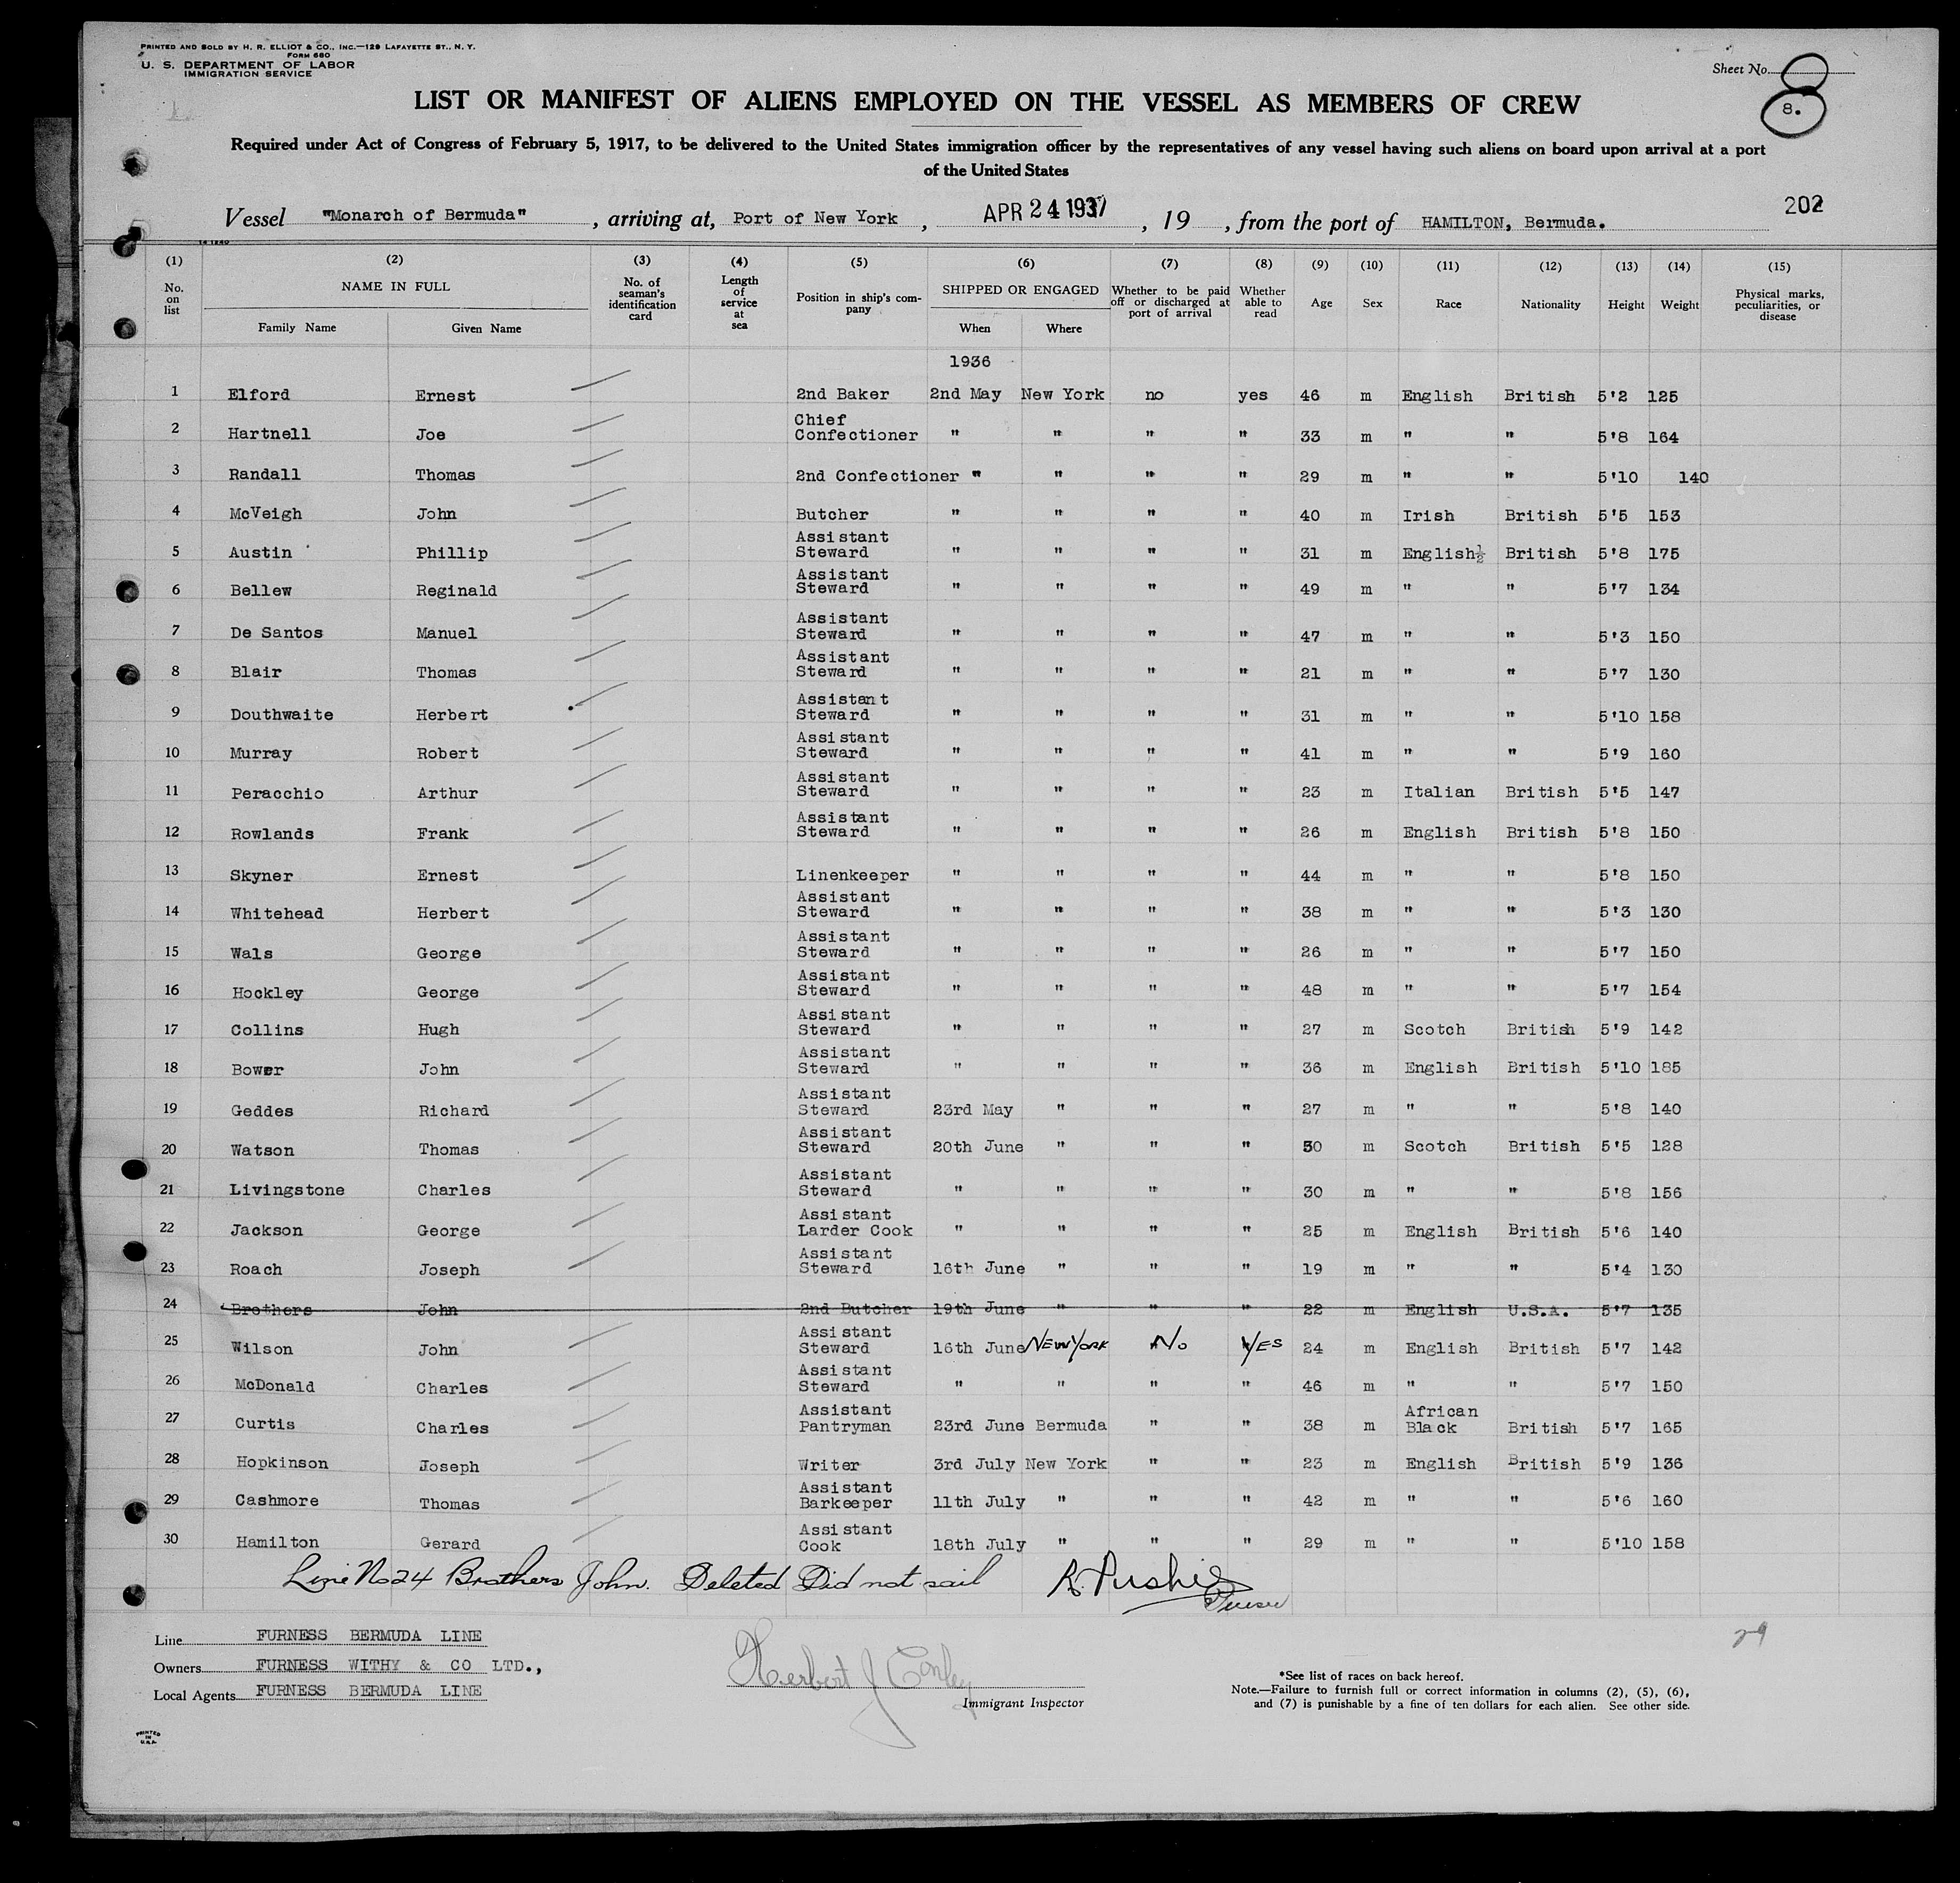 PRINTED AND SOLD BY H. R. ELLIOT & CO., INC.—129 LAFAYETTE ST., N. Y.
FORM 680
U. S. DEPARTMENT OF LABOR
IMMIGRATION SERVICE
Sheet No. 8
8.
LIST OR MANIFEST OF ALIENS EMPLOYED ON THE VESSEL AS MEMBERS OF CREW
Required under Act of Congress of February 5, 1917, to be delivered to the United States immigration officer by the representatives of any vessel having such aliens on board upon arrival at a port
of the United States
202
Vessel "Monarch of Bermuda", arriving at, Port of New York, APR 24 1937, 19 , from the port of HAMILTON, Bermuda.
(1) (2) (3) (4) (5) (6) (7) (8) (9) (10) (11) (12) (13) (14) (15)
No. on list NAME IN FULL Family Name Given Name No. of seaman's identification card Length of service at sea Position in ship's company SHIPPED OR ENGAGED When Where Whether to be paid off or discharged at port of arrival Whether able to read Age Sex Race Nationality Height Weight Physical marks, peculiarities, or disease
1936
1 Elford Ernest 2nd Baker 2nd May New York no yes 46 m English British 5'2 125
2 Hartnell Joe Chief Confectioner " " " " 33 m " " 5'8 164
3 Randall Thomas 2nd Confectioner " " " " 29 m " " 5'10 140
4 McVeigh John Butcher " " " " 40 m Irish British 5'5 153
5 Austin Phillip Assistant Steward " " " " 31 m English½ British 5'8 175
6 Bellew Reginald Assistant Steward " " " " 49 m " " 5'7 134
7 De Santos Manuel Assistant Steward " " " " 47 m " " 5'3 150
8 Blair Thomas Assistant Steward " " " " 21 m " " 5'7 130
9 Douthwaite Herbert Assistant Steward " " " " 31 m " " 5'10 158
10 Murray Robert Assistant Steward " " " " 41 m " " 5'9 160
11 Peracchio Arthur Assistant Steward " " " " 23 m Italian British 5'5 147
12 Rowlands Frank Assistant Steward " " " " 26 m English British 5'8 150
13 Skyner Ernest Linenkeeper " " " " 44 m " " 5'8 150
14 Whitehead Herbert Assistant Steward " " " " 38 m " " 5'3 130
15 Wals George Assistant Steward " " " " 26 m " " 5'7 150
16 Hockley George Assistant Steward " " " " 48 m " " 5'7 154
17 Collins Hugh Assistant Steward " " " " 27 m Scotch British 5'9 142
18 Bower John Assistant Steward " " " " 36 m English British 5'10 185
19 Geddes Richard Assistant Steward 23rd May " " " 27 m " " 5'8 140
20 Watson Thomas Assistant Steward 20th June " " " 30 m Scotch British 5'5 128
21 Livingstone Charles Assistant Steward " " " " 30 m " " 5'8 156
22 Jackson George Assistant Larder Cook " " " " 25 m English British 5'6 140
23 Roach Joseph Assistant Steward 16th June " " " 19 m " " 5'4 130
24 Brothers John 2nd Butcher 19th June " " " 22 m English U.S.A. 5'7 135
25 Wilson John Assistant Steward 16th June New York No Yes 24 m English British 5'7 142
26 McDonald Charles Assistant Steward " " " " 46 m " " 5'7 150
27 Curtis Charles Assistant Pantryman 23rd June Bermuda " " 38 m African Black British 5'7 165
28 Hopkinson Joseph Writer 3rd July New York " " 23 m English British 5'9 136
29 Cashmore Thomas Assistant Barkeeper 11th July " " " 42 m " " 5'6 160
30 Hamilton Gerard Assistant Cook 18th July " " " 29 m " " 5'10 158
Line No 24 Brothers John. Deleted Did not sail
Purser
29
Line FURNESS BERMUDA LINE
Owners FURNESS WITHY & CO LTD.,
Local Agents FURNESS BERMUDA LINE
Herbert J Conley
Immigrant Inspector
*See list of races on back hereof.
Note.—Failure to furnish full or correct information in columns (2), (5), (6),
and (7) is punishable by a fine of ten dollars for each alien. See other side.
PRINTED
IN
U.S.A.